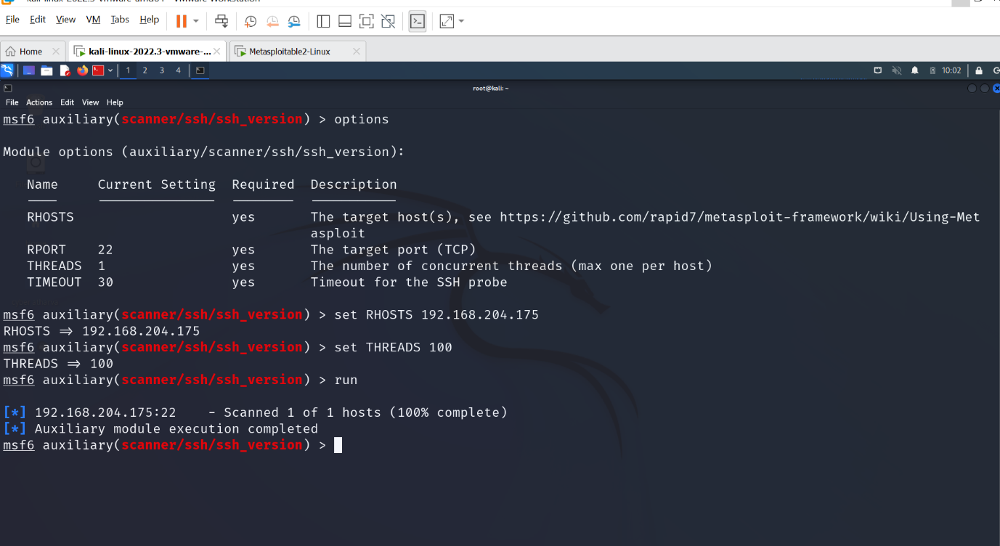 kali-linux-2022.3-vmware-amd64 - VMware Workstation
File Edit View VM Tabs Help
Home kali-linux-2022.3-vmware-... Metasploitable2-Linux
1 2 3 4 10:02
root@kali: ~
File Actions Edit View Help
msf6 auxiliary(scanner/ssh/ssh_version) > options
Module options (auxiliary/scanner/ssh/ssh_version):
Name Current Setting Required Description
RHOSTS yes The target host(s), see https://github.com/rapid7/metasploit-framework/wiki/Using-Met
asploit
RPORT 22 yes The target port (TCP)
THREADS 1 yes The number of concurrent threads (max one per host)
TIMEOUT 30 yes Timeout for the SSH probe
msf6 auxiliary(scanner/ssh/ssh_version) > set RHOSTS 192.168.204.175
RHOSTS ⇒ 192.168.204.175
msf6 auxiliary(scanner/ssh/ssh_version) > set THREADS 100
THREADS ⇒ 100
msf6 auxiliary(scanner/ssh/ssh_version) > run
[*] 192.168.204.175:22 - Scanned 1 of 1 hosts (100% complete)
[*] Auxiliary module execution completed
msf6 auxiliary(scanner/ssh/ssh_version) >